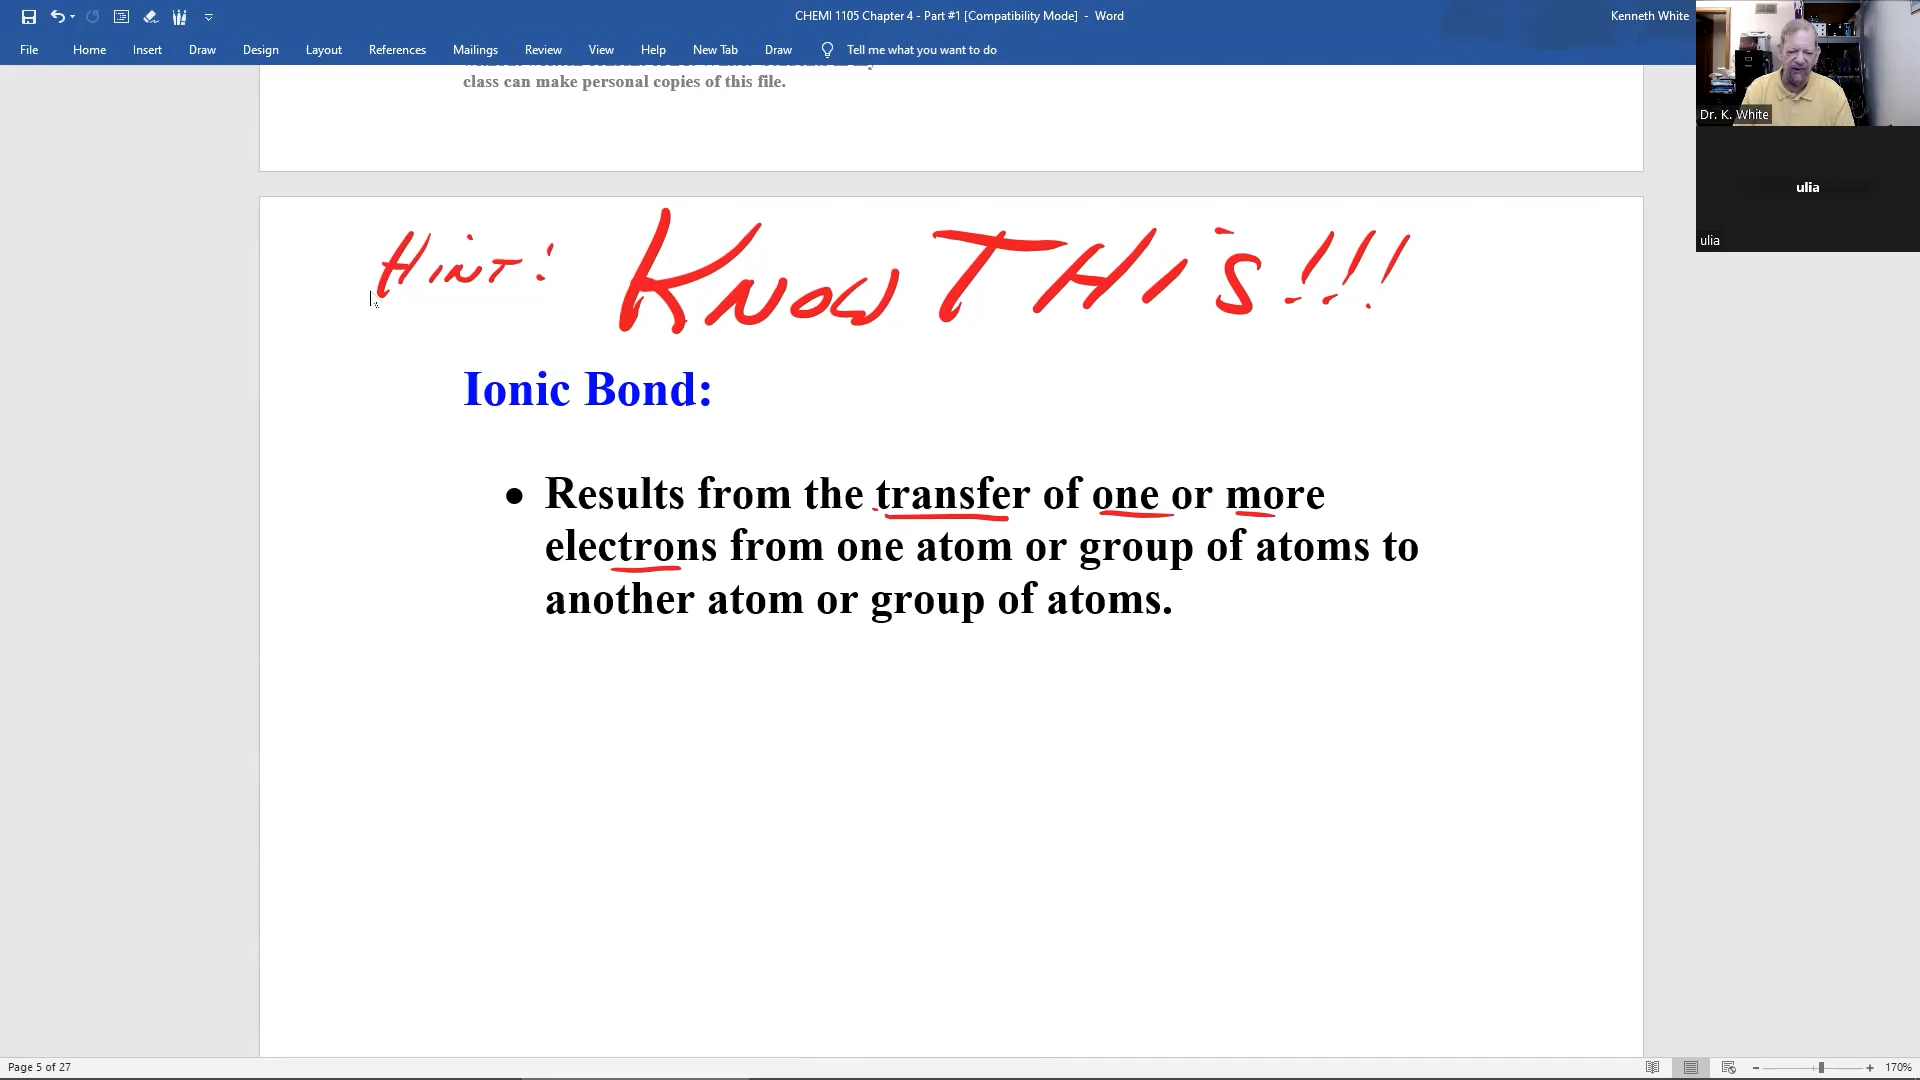 CHEMI 1105 Chapter 4 - Part #1 [Compatibility Mode] - Word
Kenneth White
File Home Insert Draw Design Layout References Mailings Review View Help New Tab Draw Tell me what you want to do
class can make personal copies of this file.
Dr. K. White
ulia
ulia
Hint: Know THis!!!
Ionic Bond:
• Results from the transfer of one or more
electrons from one atom or group of atoms to
another atom or group of atoms.
Page 5 of 27
170%